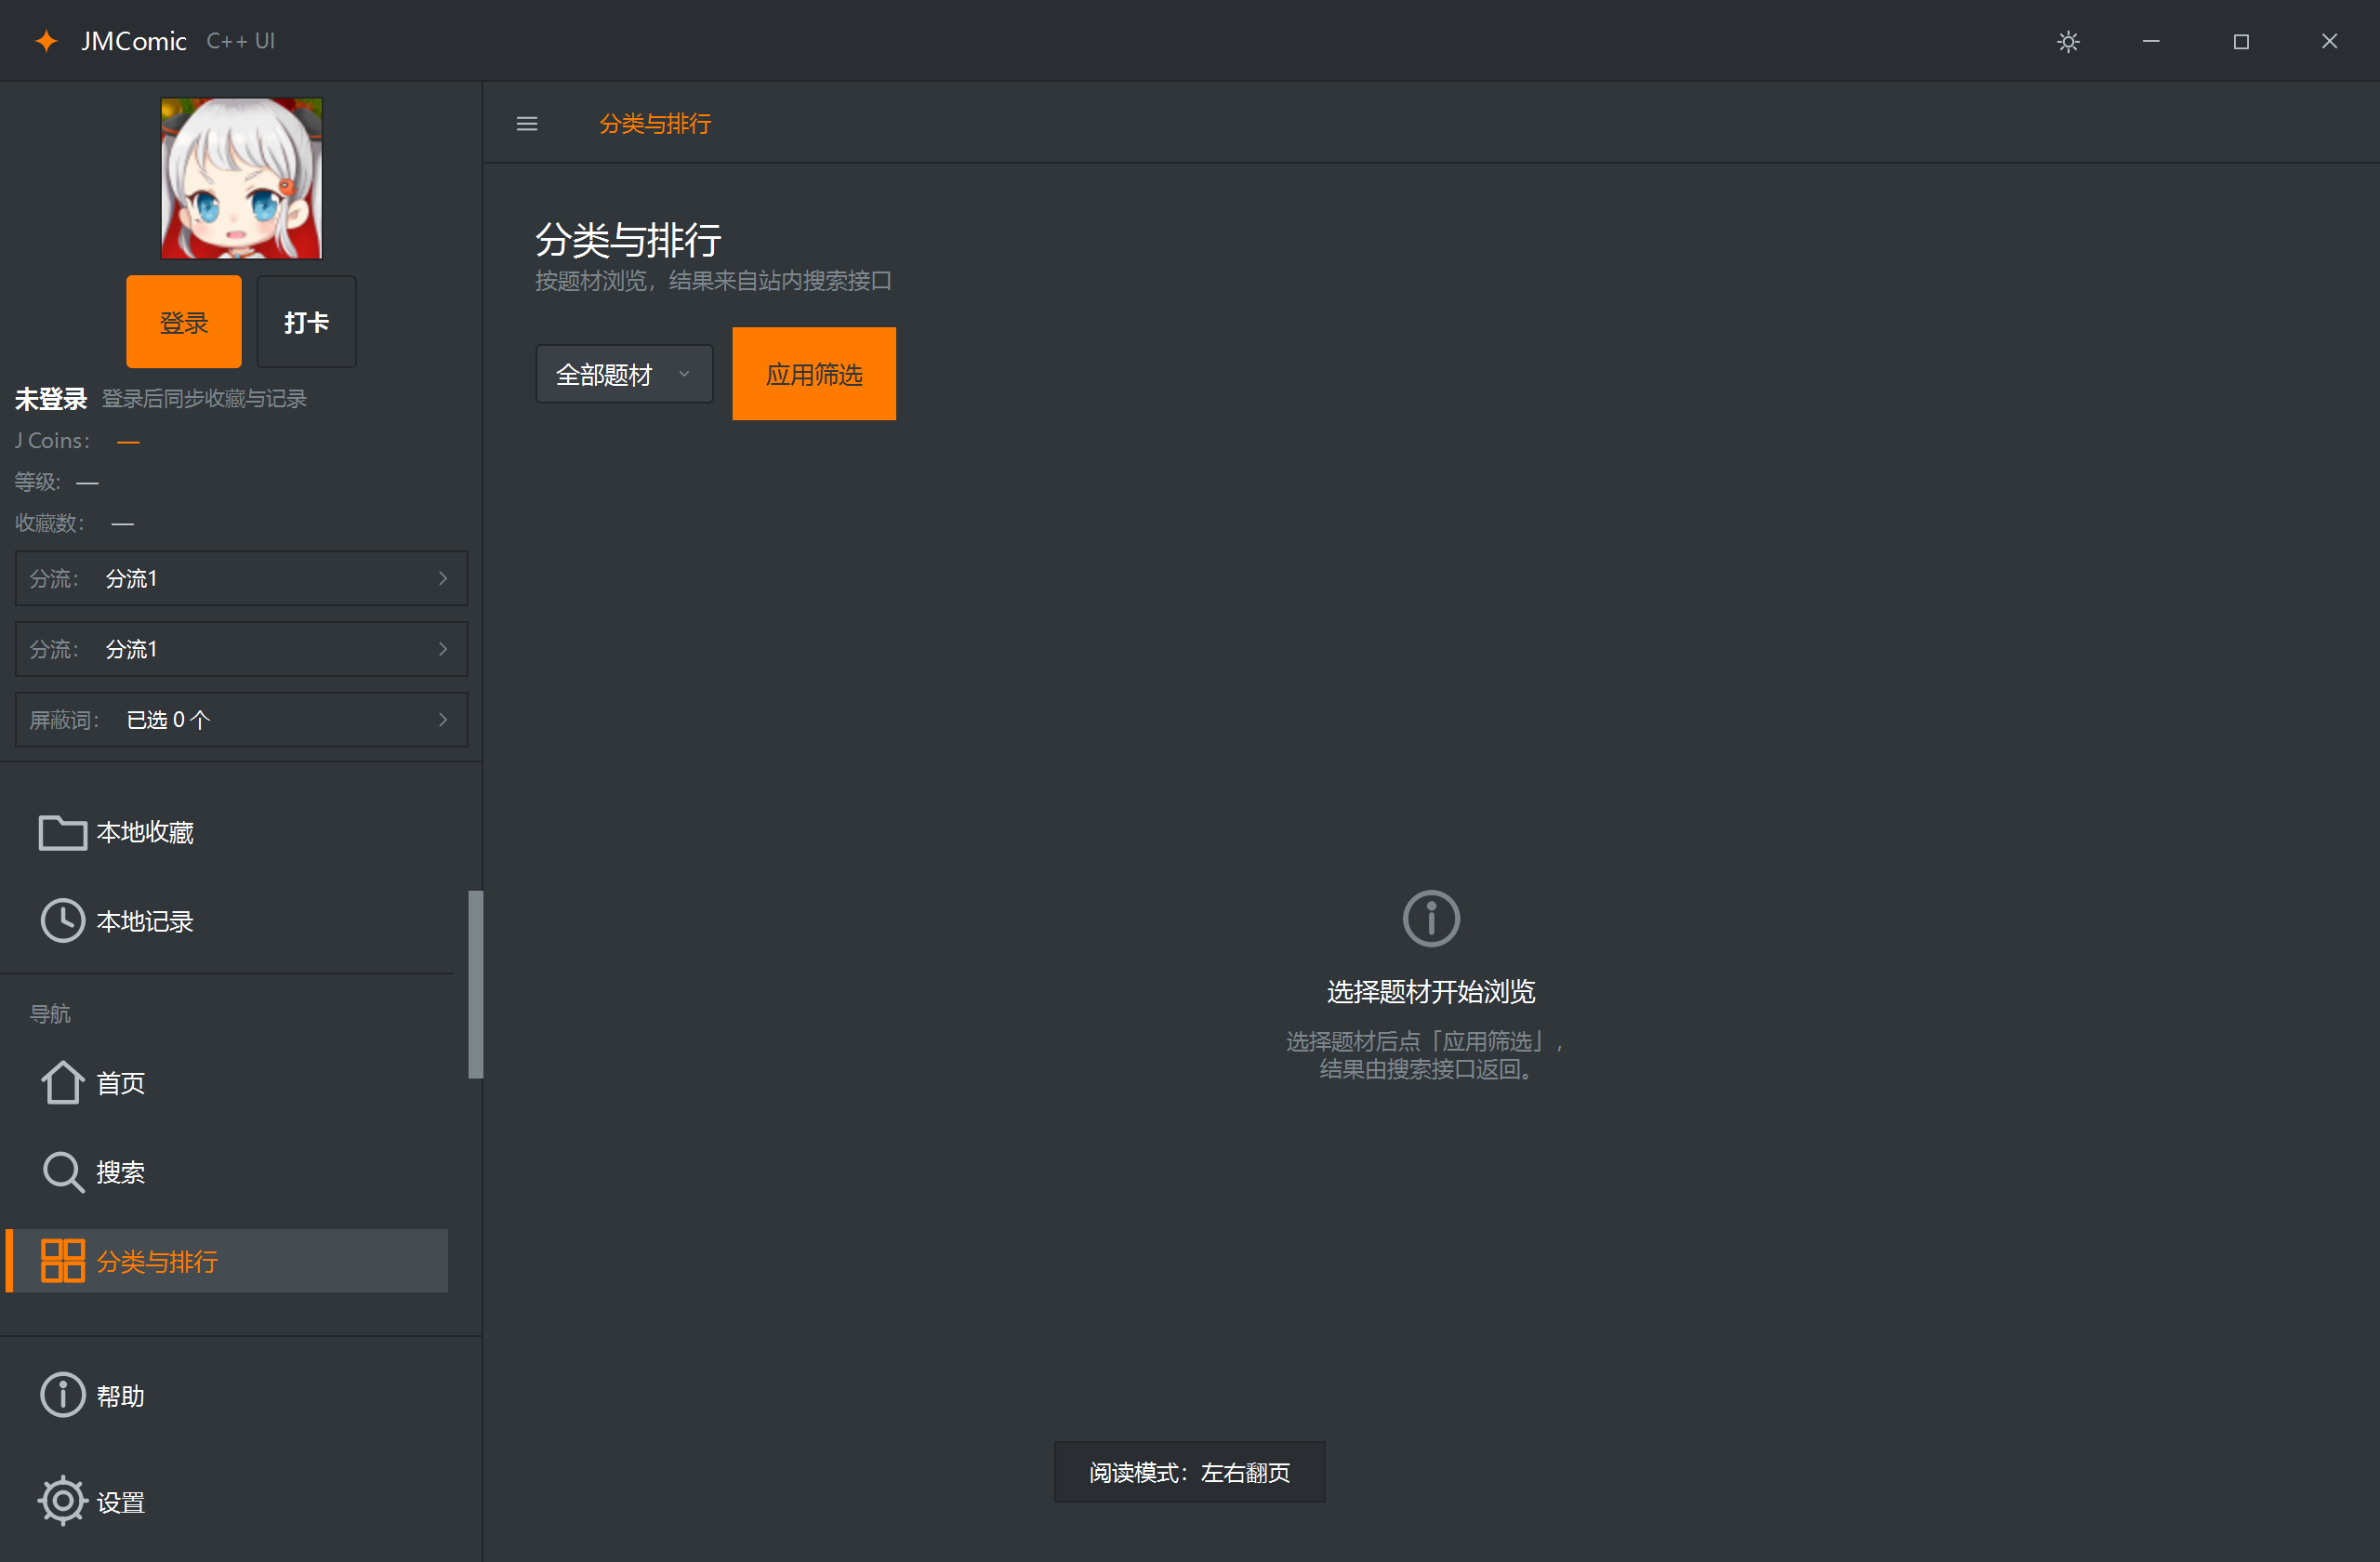 JMComic C++ UI
分类与排行
登录 打卡
未登录 登录后同步收藏与记录
J Coins： —
等级: —
收藏数： —
分流： 分流1
分流： 分流1
屏蔽词： 已选 0 个
本地收藏
本地记录
导航
首页
搜索
分类与排行
帮助
设置
分类与排行
按题材浏览，结果来自站内搜索接口
全部题材 应用筛选
选择题材开始浏览
选择题材后点「应用筛选」，
结果由搜索接口返回。
阅读模式：左右翻页